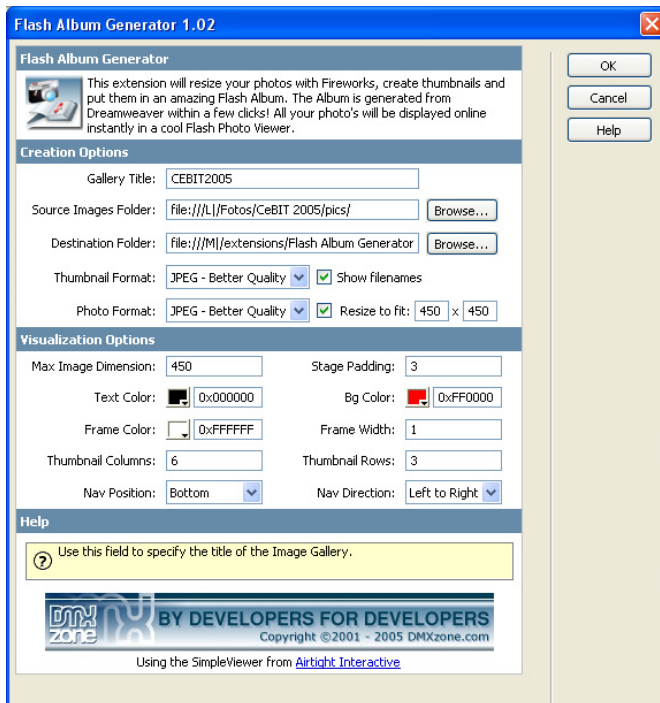 Flash Album Generator 1.02
Flash Album Generator
This extension will resize your photos with Fireworks, create thumbnails and
put them in an amazing Flash Album. The Album is generated from
Dreamweaver within a few clicks! All your photo's will be displayed online
instantly in a cool Flash Photo Viewer.
OK
Cancel
Help
Creation Options
Gallery Title: CEBIT2005
Source Images Folder: file:///L|/Fotos/CeBIT 2005/pics/ Browse...
Destination Folder: file:///M|/extensions/Flash Album Generator Browse...
Thumbnail Format: JPEG - Better Quality Show filenames
Photo Format: JPEG - Better Quality Resize to fit: 450 x 450
Visualization Options
Max Image Dimension: 450 Stage Padding: 3
Text Color: 0x000000 Bg Color: 0xFF0000
Frame Color: 0xFFFFFF Frame Width: 1
Thumbnail Columns: 6 Thumbnail Rows: 3
Nav Position: Bottom Nav Direction: Left to Right
Help
Use this field to specify the title of the Image Gallery.
DMX zone BY DEVELOPERS FOR DEVELOPERS
Copyright ©2001 - 2005 DMXzone.com
Using the SimpleViewer from Airtight Interactive